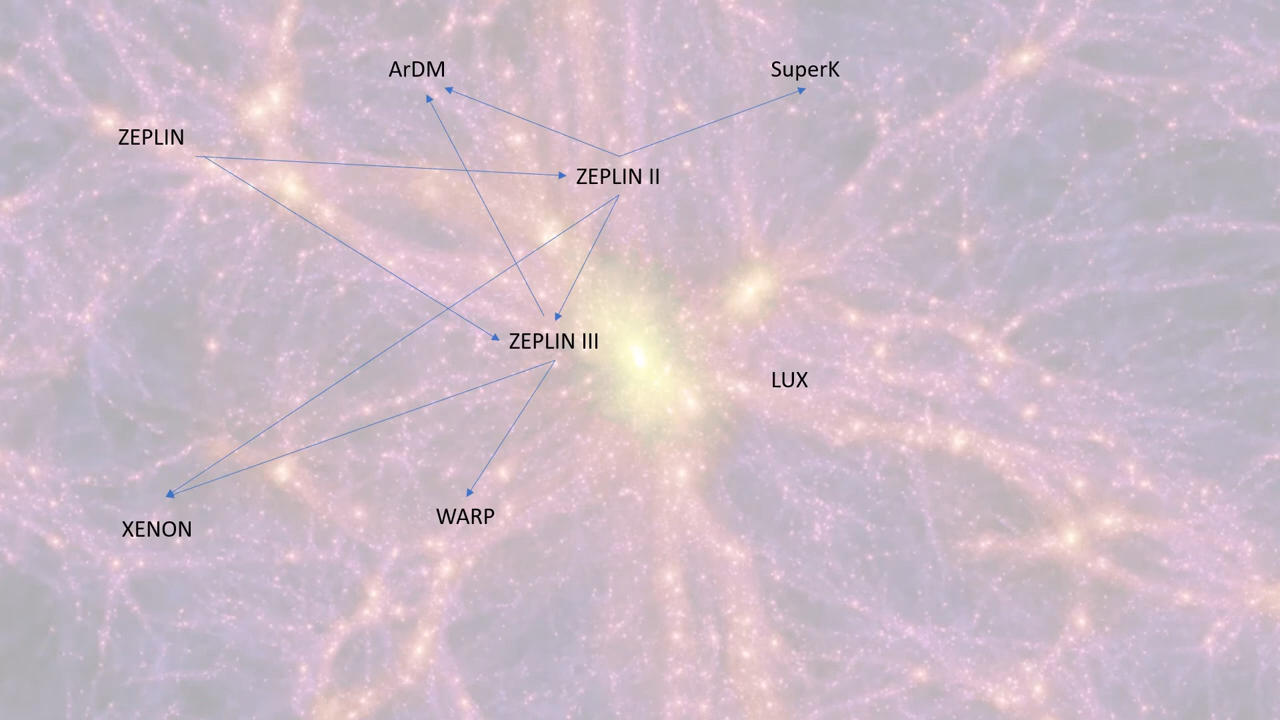 ArDM
SuperK
ZEPLIN
ZEPLIN II
ZEPLIN III
LUX
WARP
XENON